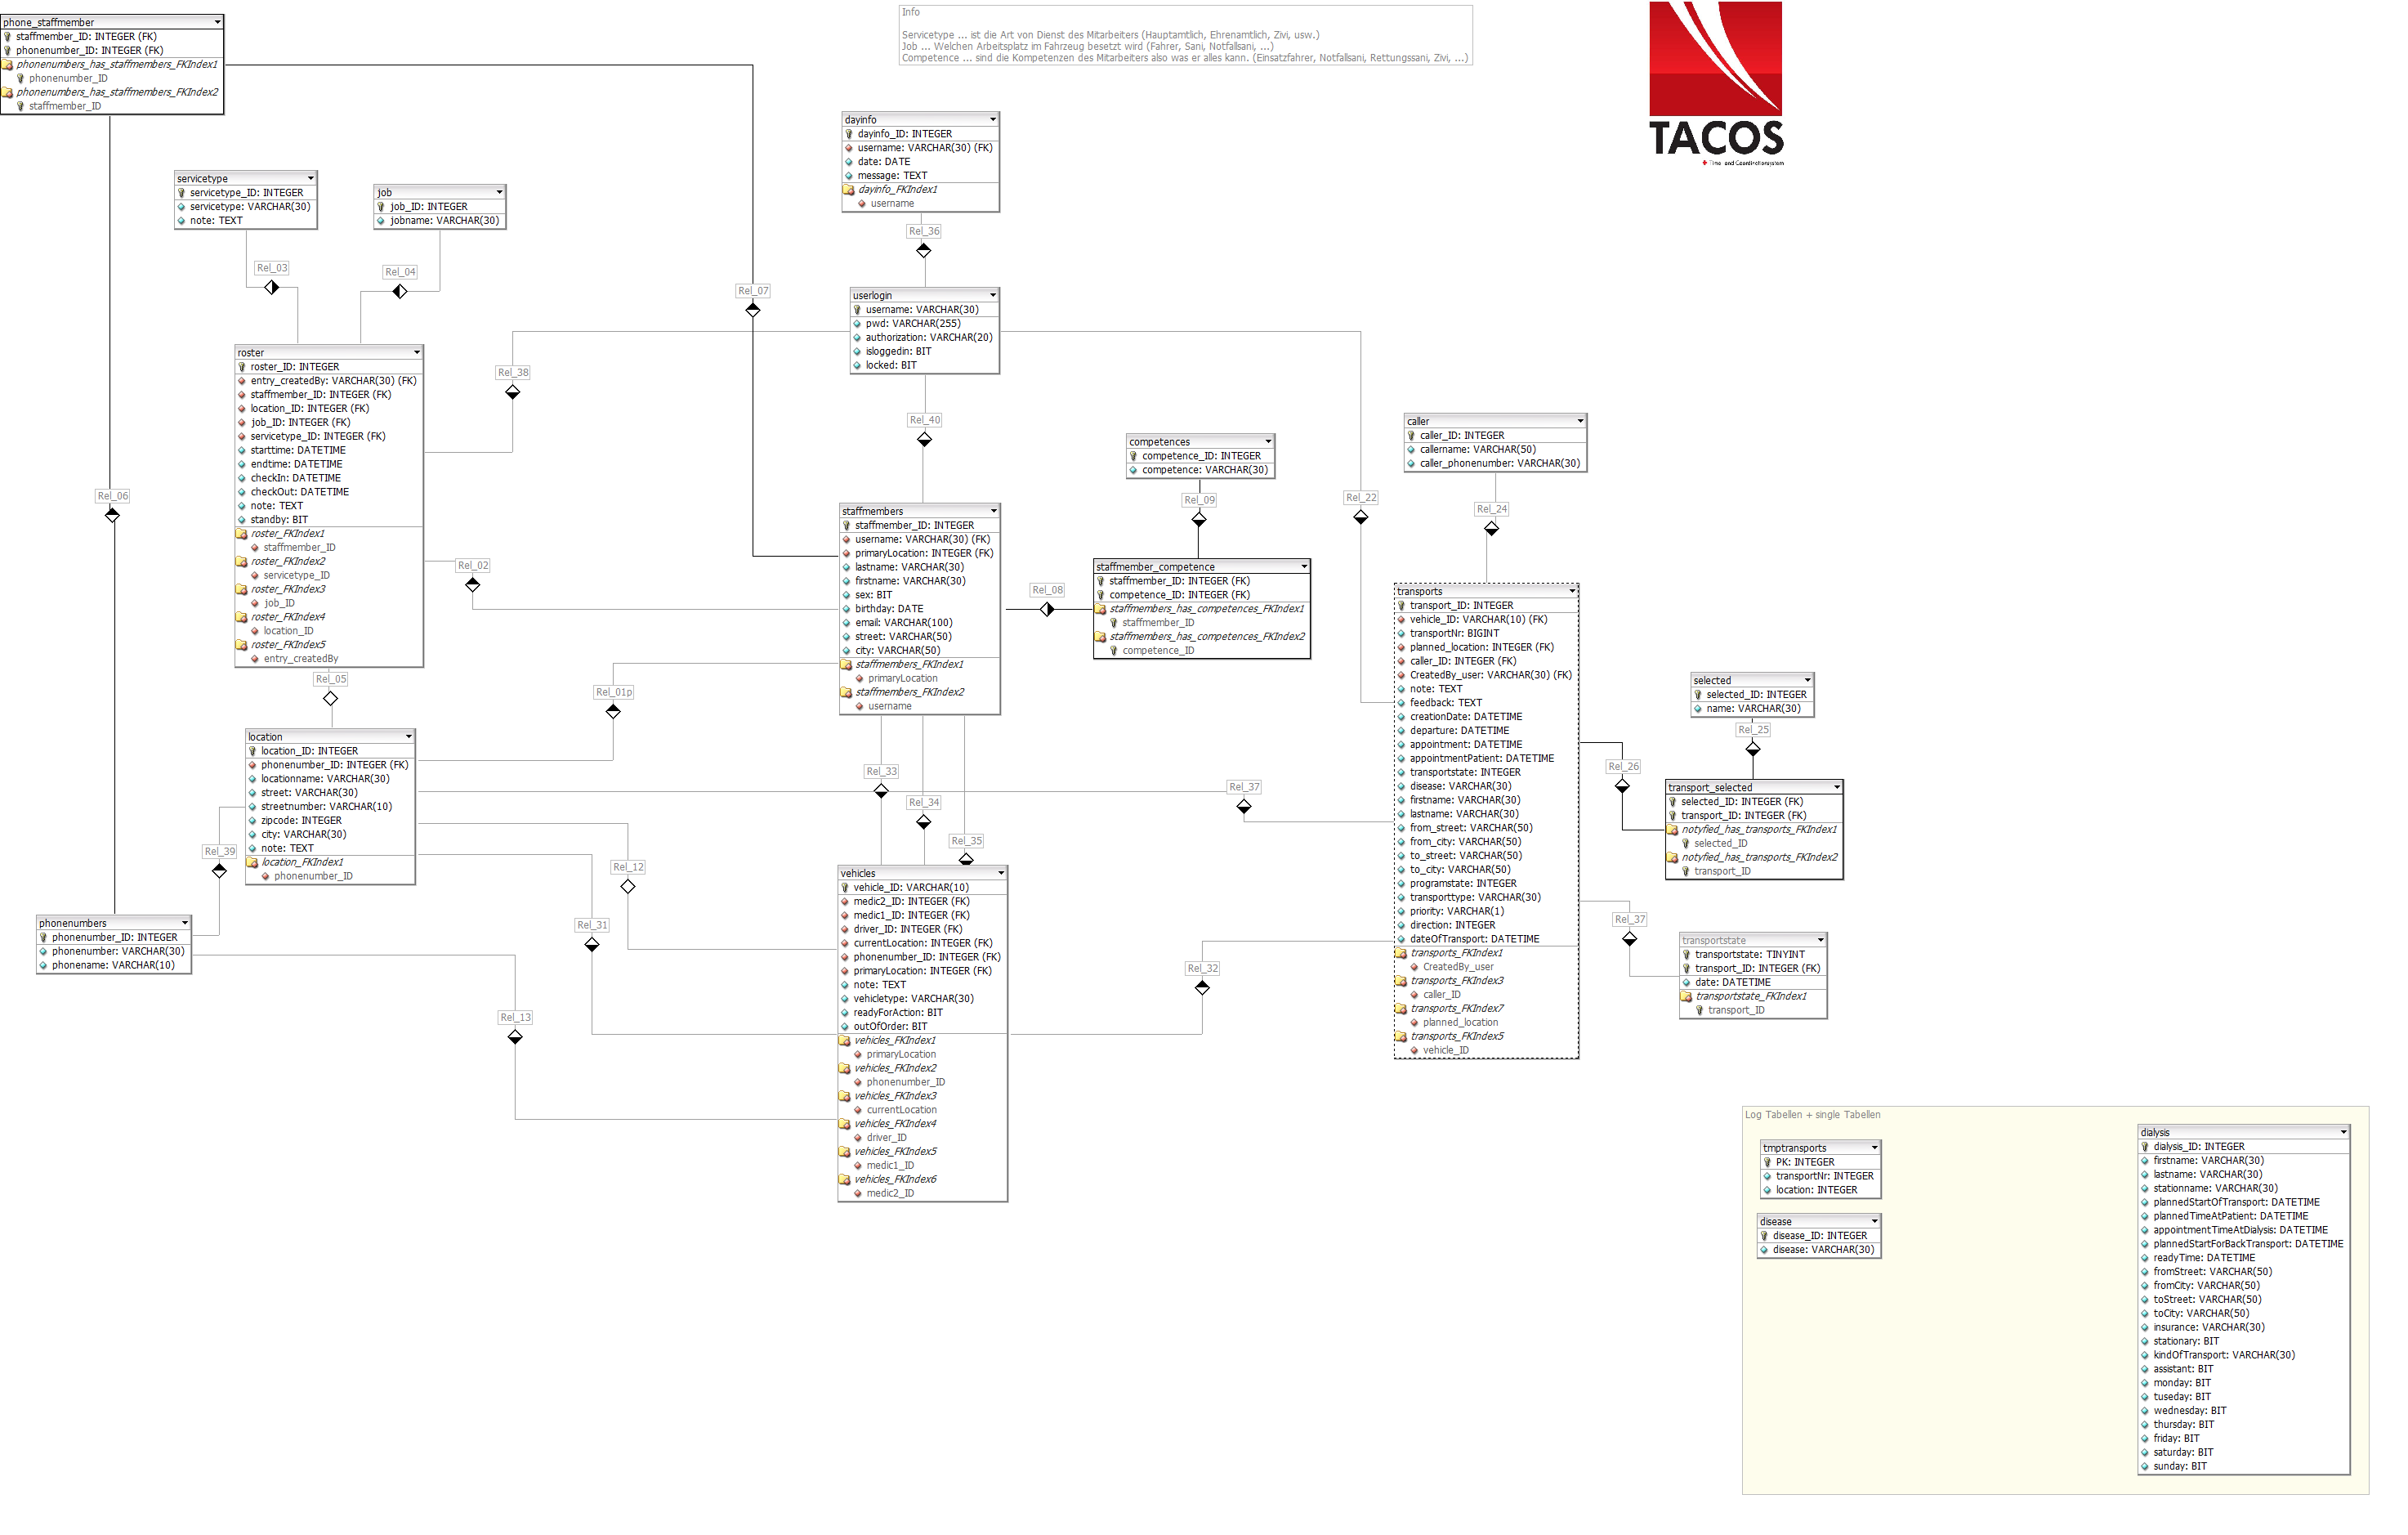 phone_staffmember
staffmember_ID: INTEGER (FK)
phonenumber_ID: INTEGER (FK)
phonenumbers_has_staffmembers_FKIndex1
phonenumber_ID
phonenumbers_has_staffmembers_FKIndex2
staffmember_ID
Info
Servicetype ... ist die Art von Dienst des Mitarbeiters (Hauptamtlich, Ehrenamtlich, Zivi, usw.)
Job ... Welchen Arbeitsplatz im Fahrzeug besetzt wird (Fahrer, Sani, Notfallsani, ...)
Competence ... sind die Kompetenzen des Mitarbeiters also was er alles kann. (Einsatzfahrer, Notfallsani, Rettungssani, Zivi, ...)
TACOS
Time and Coordinationsystem
dayinfo
dayinfo_ID: INTEGER
username: VARCHAR(30) (FK)
date: DATE
message: TEXT
dayinfo_FKIndex1
username
servicetype
servicetype_ID: INTEGER
servicetype: VARCHAR(30)
note: TEXT
job
job_ID: INTEGER
jobname: VARCHAR(30)
Rel_36
Rel_03
Rel_04
Rel_07
userlogin
username: VARCHAR(30)
pwd: VARCHAR(255)
authorization: VARCHAR(20)
isloggedin: BIT
locked: BIT
roster
roster_ID: INTEGER
entry_createdBy: VARCHAR(30) (FK)
staffmember_ID: INTEGER (FK)
location_ID: INTEGER (FK)
job_ID: INTEGER (FK)
servicetype_ID: INTEGER (FK)
starttime: DATETIME
endtime: DATETIME
checkIn: DATETIME
checkOut: DATETIME
note: TEXT
standby: BIT
roster_FKIndex1
staffmember_ID
roster_FKIndex2
servicetype_ID
roster_FKIndex3
job_ID
roster_FKIndex4
location_ID
roster_FKIndex5
entry_createdBy
Rel_38
Rel_40
Rel_06
Rel_02
Rel_05
competences
competence_ID: INTEGER
competence: VARCHAR(30)
Rel_09
Rel_22
caller
caller_ID: INTEGER
callername: VARCHAR(50)
caller_phonenumber: VARCHAR(30)
Rel_24
staffmembers
staffmember_ID: INTEGER
username: VARCHAR(30) (FK)
primaryLocation: INTEGER (FK)
lastname: VARCHAR(30)
firstname: VARCHAR(30)
sex: BIT
birthday: DATE
email: VARCHAR(100)
street: VARCHAR(50)
city: VARCHAR(50)
staffmembers_FKIndex1
primaryLocation
staffmembers_FKIndex2
username
Rel_08
staffmember_competence
staffmember_ID: INTEGER (FK)
competence_ID: INTEGER (FK)
staffmembers_has_competences_FKIndex1
staffmember_ID
staffmembers_has_competences_FKIndex2
competence_ID
transports
transport_ID: INTEGER
vehicle_ID: VARCHAR(10) (FK)
transportNr: BIGINT
planned_location: INTEGER (FK)
caller_ID: INTEGER (FK)
CreatedBy_user: VARCHAR(30) (FK)
note: TEXT
feedback: TEXT
creationDate: DATETIME
departure: DATETIME
appointment: DATETIME
appointmentPatient: DATETIME
transportstate: INTEGER
disease: VARCHAR(30)
firstname: VARCHAR(30)
lastname: VARCHAR(30)
from_street: VARCHAR(50)
from_city: VARCHAR(50)
to_street: VARCHAR(50)
to_city: VARCHAR(50)
programstate: INTEGER
transporttype: VARCHAR(30)
priority: VARCHAR(1)
direction: INTEGER
dateOfTransport: DATETIME
transports_FKIndex1
CreatedBy_user
transports_FKIndex3
caller_ID
transports_FKIndex7
planned_location
transports_FKIndex5
vehicle_ID
selected
selected_ID: INTEGER
name: VARCHAR(30)
Rel_25
Rel_26
transport_selected
selected_ID: INTEGER (FK)
transport_ID: INTEGER (FK)
notyfied_has_transports_FKIndex1
selected_ID
notyfied_has_transports_FKIndex2
transport_ID
Rel_37
transportstate
transportstate: TINYINT
transport_ID: INTEGER (FK)
date: DATETIME
transportstate_FKIndex1
transport_ID
Rel_01p
location
location_ID: INTEGER
phonenumber_ID: INTEGER (FK)
locationname: VARCHAR(30)
street: VARCHAR(30)
streetnumber: VARCHAR(10)
zipcode: INTEGER
city: VARCHAR(30)
note: TEXT
location_FKIndex1
phonenumber_ID
Rel_33
Rel_34
Rel_35
Rel_37
Rel_39
Rel_12
Rel_31
Rel_32
Rel_13
phonenumbers
phonenumber_ID: INTEGER
phonenumber: VARCHAR(30)
phonename: VARCHAR(10)
vehicles
vehicle_ID: VARCHAR(10)
medic2_ID: INTEGER (FK)
medic1_ID: INTEGER (FK)
driver_ID: INTEGER (FK)
currentLocation: INTEGER (FK)
phonenumber_ID: INTEGER (FK)
primaryLocation: INTEGER (FK)
note: TEXT
vehicletype: VARCHAR(30)
readyForAction: BIT
outOfOrder: BIT
vehicles_FKIndex1
primaryLocation
vehicles_FKIndex2
phonenumber_ID
vehicles_FKIndex3
currentLocation
vehicles_FKIndex4
driver_ID
vehicles_FKIndex5
medic1_ID
vehicles_FKIndex6
medic2_ID
Log Tabellen + single Tabellen
tmptransports
PK: INTEGER
transportNr: INTEGER
location: INTEGER
disease
disease_ID: INTEGER
disease: VARCHAR(30)
dialysis
dialysis_ID: INTEGER
firstname: VARCHAR(30)
lastname: VARCHAR(30)
stationname: VARCHAR(30)
plannedStartOfTransport: DATETIME
plannedTimeAtPatient: DATETIME
appointmentTimeAtDialysis: DATETIME
plannedStartForBackTransport: DATETIME
readyTime: DATETIME
fromStreet: VARCHAR(50)
fromCity: VARCHAR(50)
toStreet: VARCHAR(50)
toCity: VARCHAR(50)
insurance: VARCHAR(30)
stationary: BIT
kindOfTransport: VARCHAR(30)
assistant: BIT
monday: BIT
tuseday: BIT
wednesday: BIT
thursday: BIT
friday: BIT
saturday: BIT
sunday: BIT